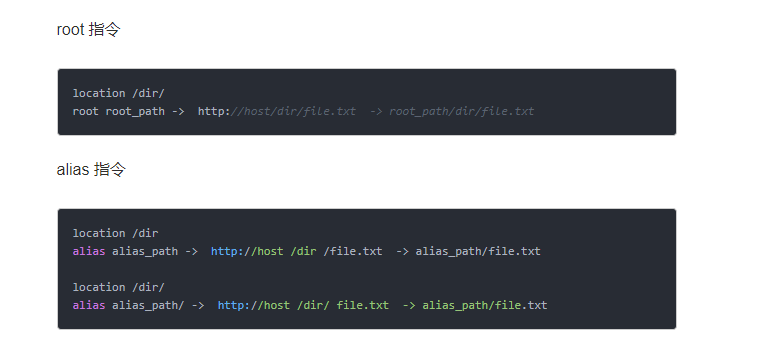 root 指令
location /dir/
root root_path ->  http://host/dir/file.txt  -> root_path/dir/file.txt
alias 指令
location /dir
alias alias_path ->  http://host /dir /file.txt  -> alias_path/file.txt
location /dir/
alias alias_path/ ->  http://host /dir/ file.txt  -> alias_path/file.txt